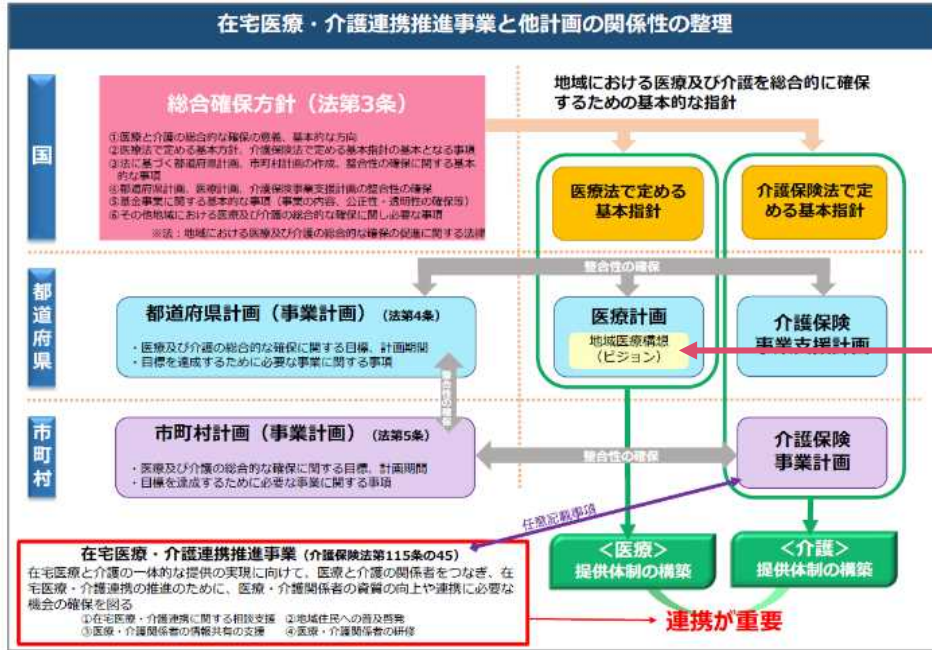 在宅医療・介護連携推進事業と他計画の関係性の整理
国
総合確保方針（法第3条）
①医療と介護の総合的な確保の意義、基本的な方向
②医療法で定める基本方針、介護保険法で定める基本指針の基本となる事項
③法に基づく都道府県計画、市町村計画の作成、整合性の確保に関する基本
的な事項
④都道府県計画、医療計画、介護保険事業支援計画の整合性の確保
⑤基金事業に関する基本的な事項（事業の内容、公正性・透明性の確保等）
⑥その他地域における医療及び介護の総合的な確保に関し必要な事項
※法：地域における医療及び介護の総合的な確保の促進に関する法律
地域における医療及び介護を総合的に確保
するための基本的な指針
医療法で定める
基本指針
介護保険法で定
める基本指針
整合性の確保
都道府県
都道府県計画（事業計画）（法第4条）
・医療及び介護の総合的な確保に関する目標、計画期間
・目標を達成するために必要な事業に関する事項
医療計画
地域医療構想
（ビジョン）
介護保険
事業支援計画
整合性の確保
市町村
市町村計画（事業計画）（法第5条）
・医療及び介護の総合的な確保に関する目標、計画期間
・目標を達成するために必要な事業に関する事項
整合性の確保
介護保険
事業計画
任意記載事項
在宅医療・介護連携推進事業（介護保険法第115条の45）
在宅医療と介護の一体的な提供の実現に向けて、医療と介護の関係者をつなぎ、在
宅医療・介護連携の推進のために、医療・介護関係者の資質の向上や連携に必要な
機会の確保を図る
①在宅医療・介護連携に関する相談支援 ②地域住民への普及啓発
③医療・介護関係者の情報共有の支援 ④医療・介護関係者の研修
＜医療＞
提供体制の構築
＜介護＞
提供体制の構築
連携が重要